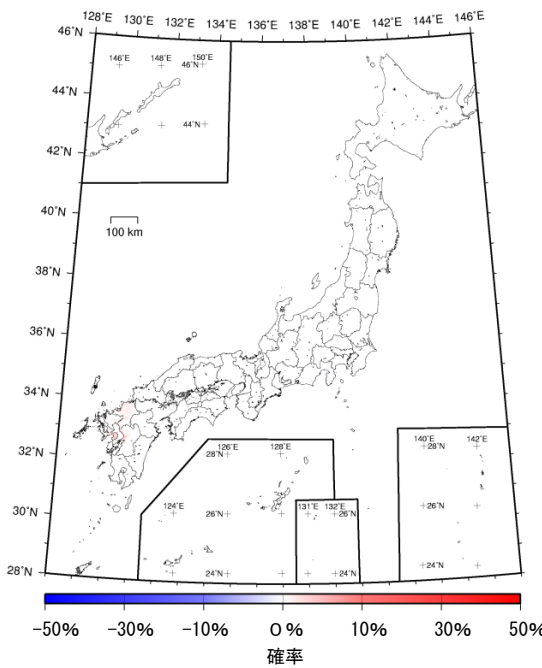 128˚E 130˚E 132˚E 134˚E 136˚E 138˚E 140˚E 142˚E 144˚E 146˚E
46˚N
146˚E 148˚E 150˚E
46˚N
44˚N
44˚N
42˚N
40˚N
100 km
38˚N
36˚N
34˚N
32˚N
126˚E 128˚E
28˚N
140˚E 142˚E
28˚N
124˚E
131˚E 132˚E
30˚N
26˚N
26˚N
26˚N
28˚N
24˚N
24˚N
24˚N
-50% -30% -10% 0% 10% 30% 50%
確率